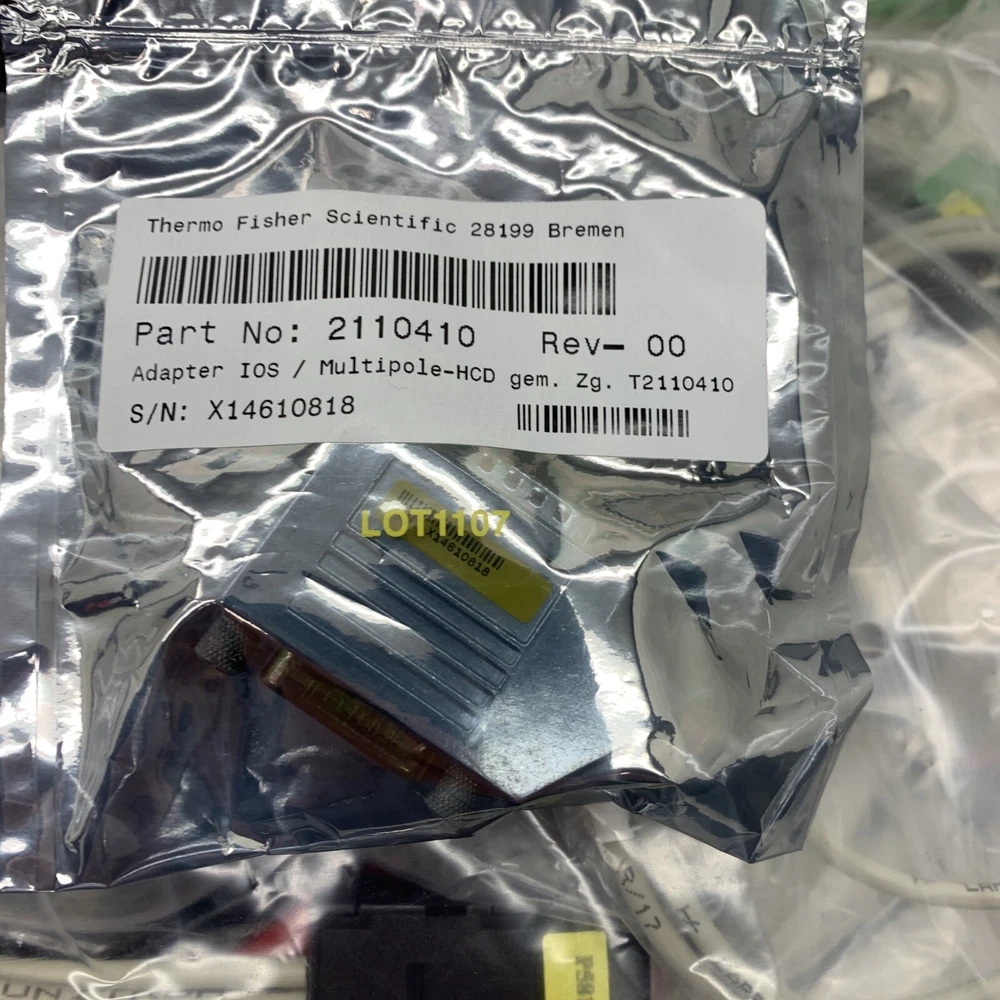 Thermo Fisher Scientific 28199 Bremen
Part No: 2110410 Rev- 00
Adapter IOS / Multipole-HCD gem. Zg. T2110410
S/N: X14610818
LOT1107
X14610818